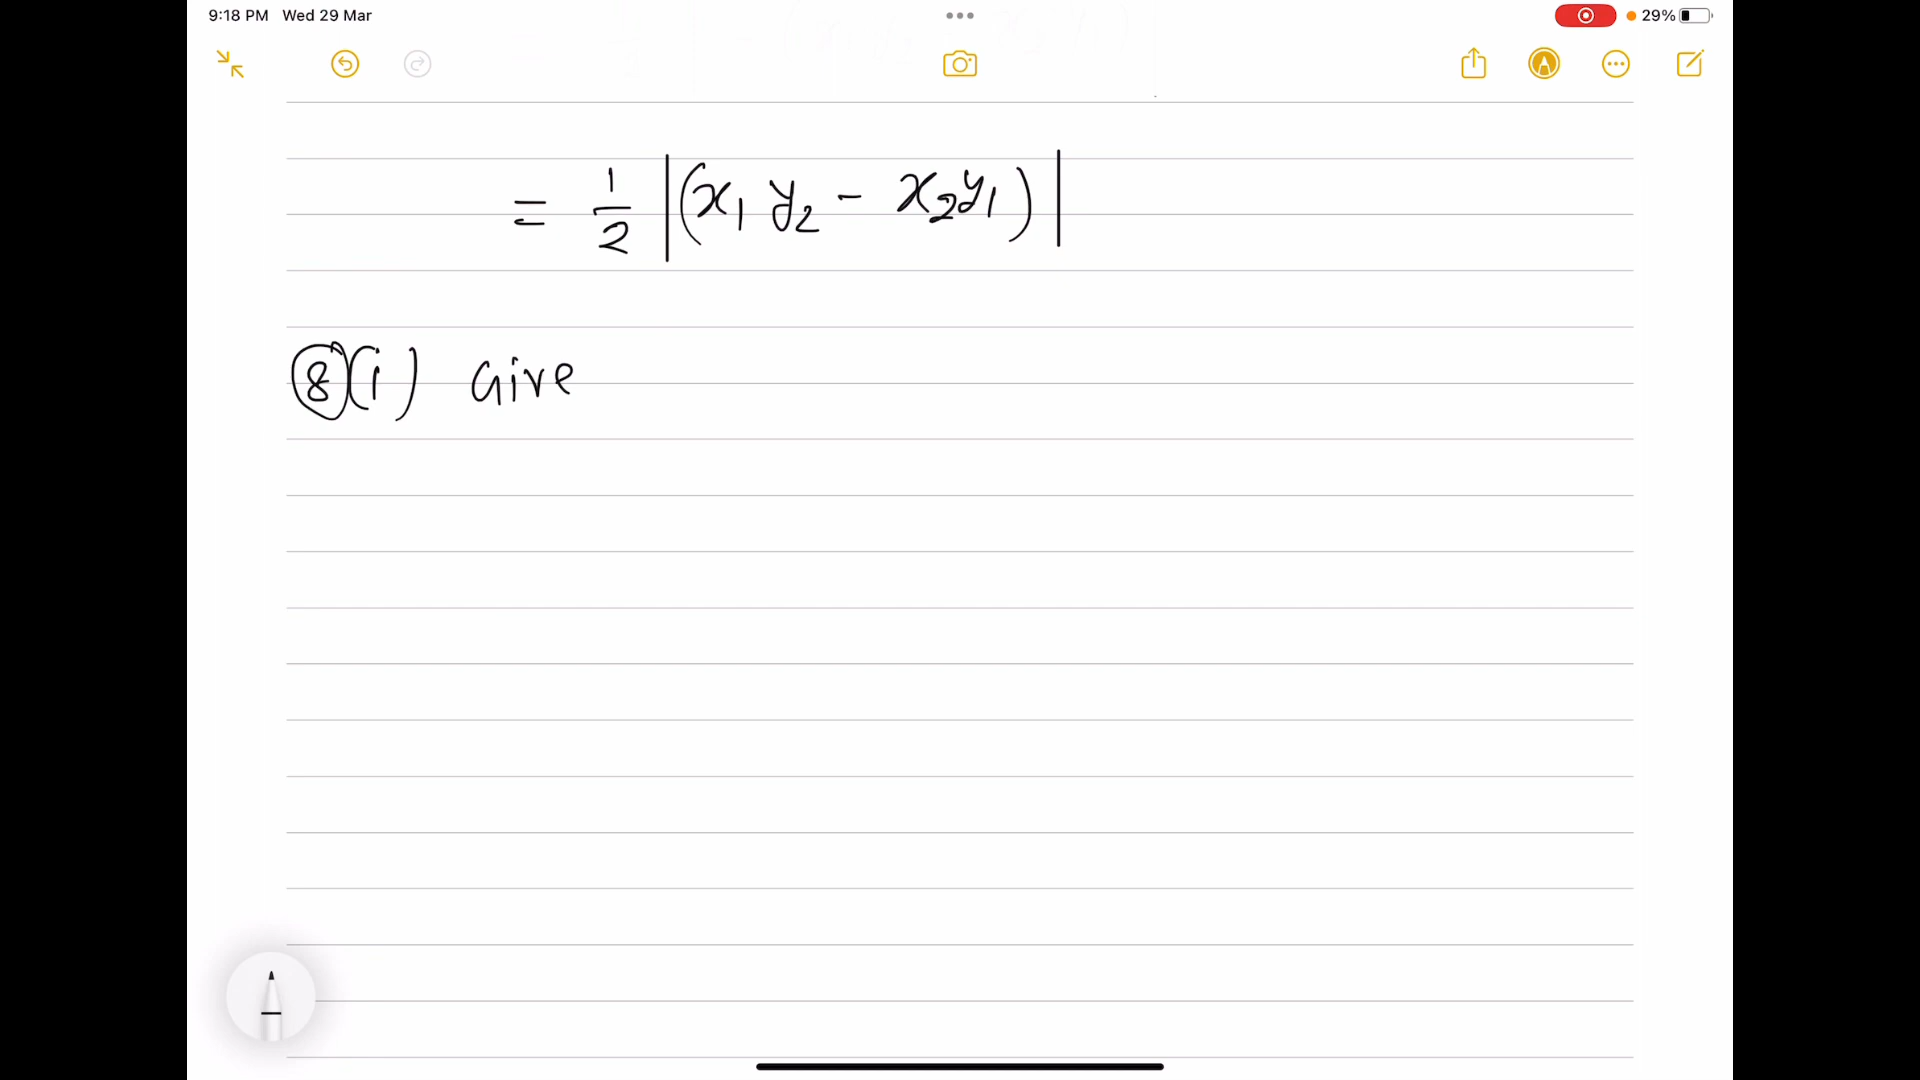 9:18 PM Wed 29 Mar
29%
= 1/2 |(x₁ y₂ - x₂y₁)|
⑧(i) Give